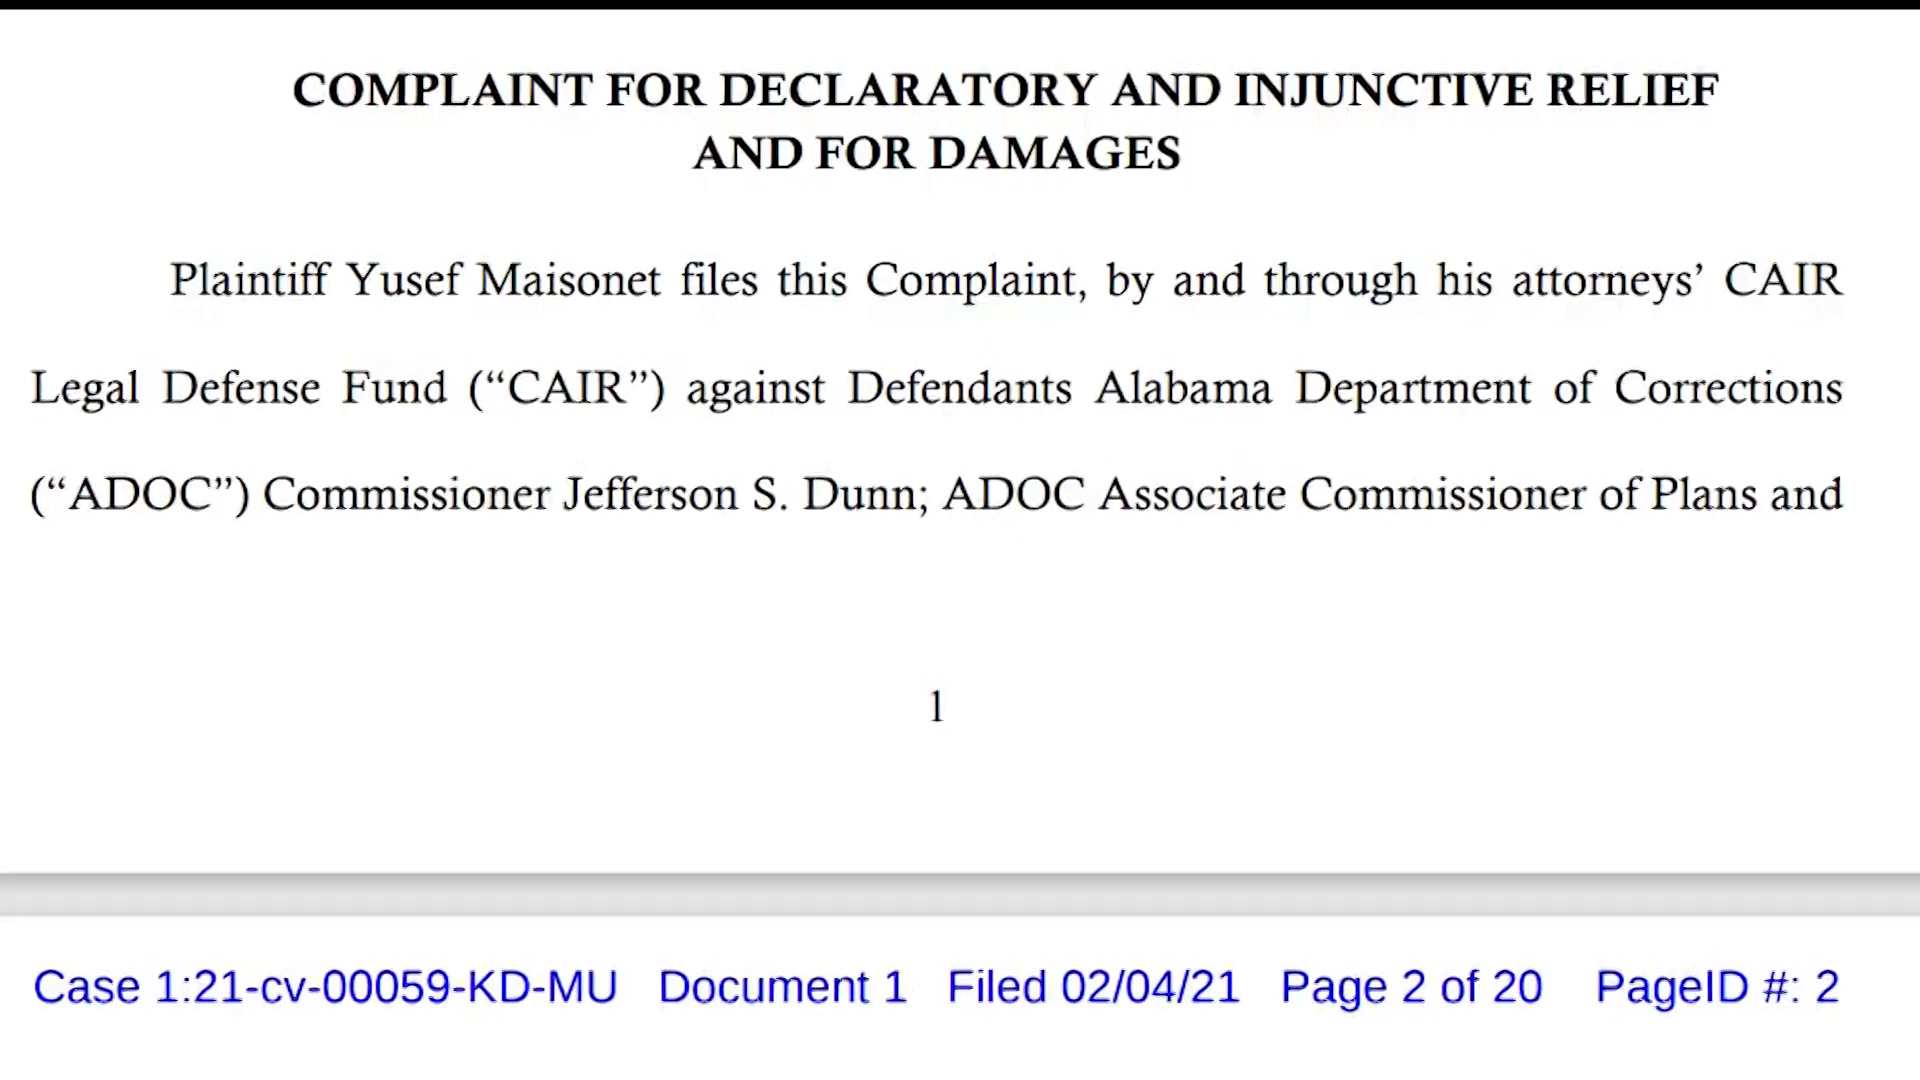 COMPLAINT FOR DECLARATORY AND INJUNCTIVE RELIEF
AND FOR DAMAGES
Plaintiff Yusef Maisonet files this Complaint, by and through his attorneys’ CAIR
Legal Defense Fund (“CAIR”) against Defendants Alabama Department of Corrections
(“ADOC”) Commissioner Jefferson S. Dunn; ADOC Associate Commissioner of Plans and
1
Case 1:21-cv-00059-KD-MU Document 1 Filed 02/04/21 Page 2 of 20 PageID #: 2